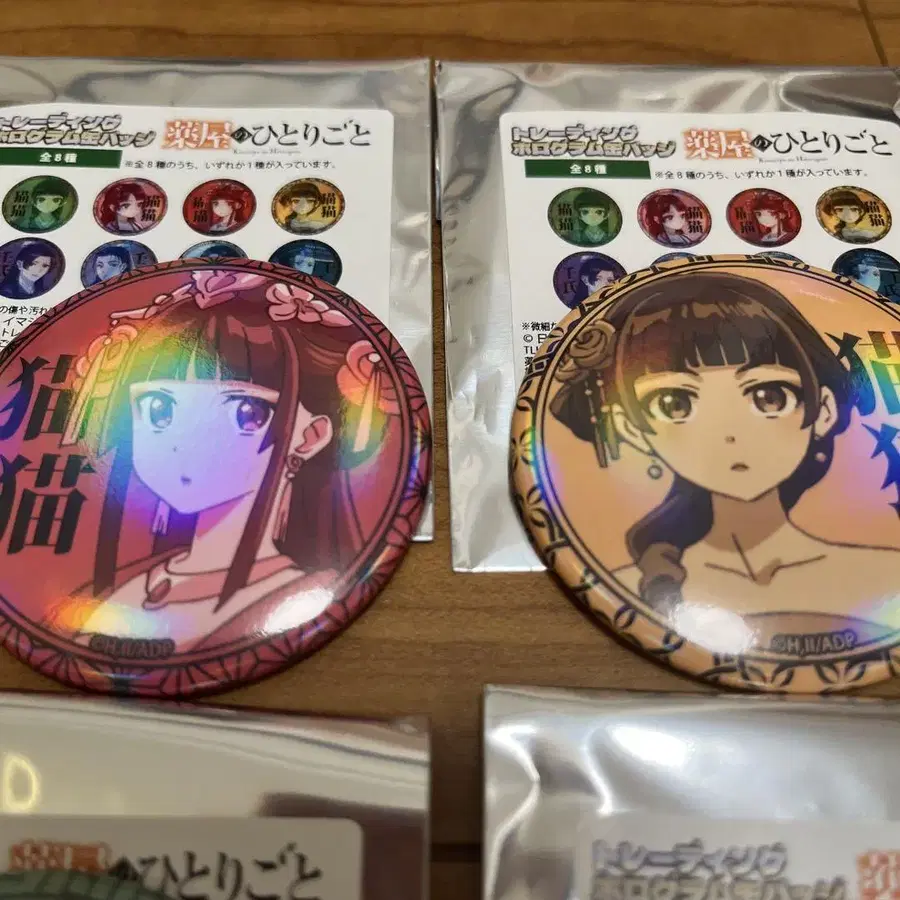 トレーディング
ホログラム缶バッジ
薬屋のひとりごと
全8種
※全8種のうち、いずれか1種が入っています。
猫猫
©H,II/ADP
トレーディング
ホログラム缶バッジ
薬屋のひとりごと
全8種
※全8種のうち、いずれか1種が入っています。
猫猫
壬氏
©H,II/ADP
のひとりごと
トレーディング
ホログラム缶バッジ